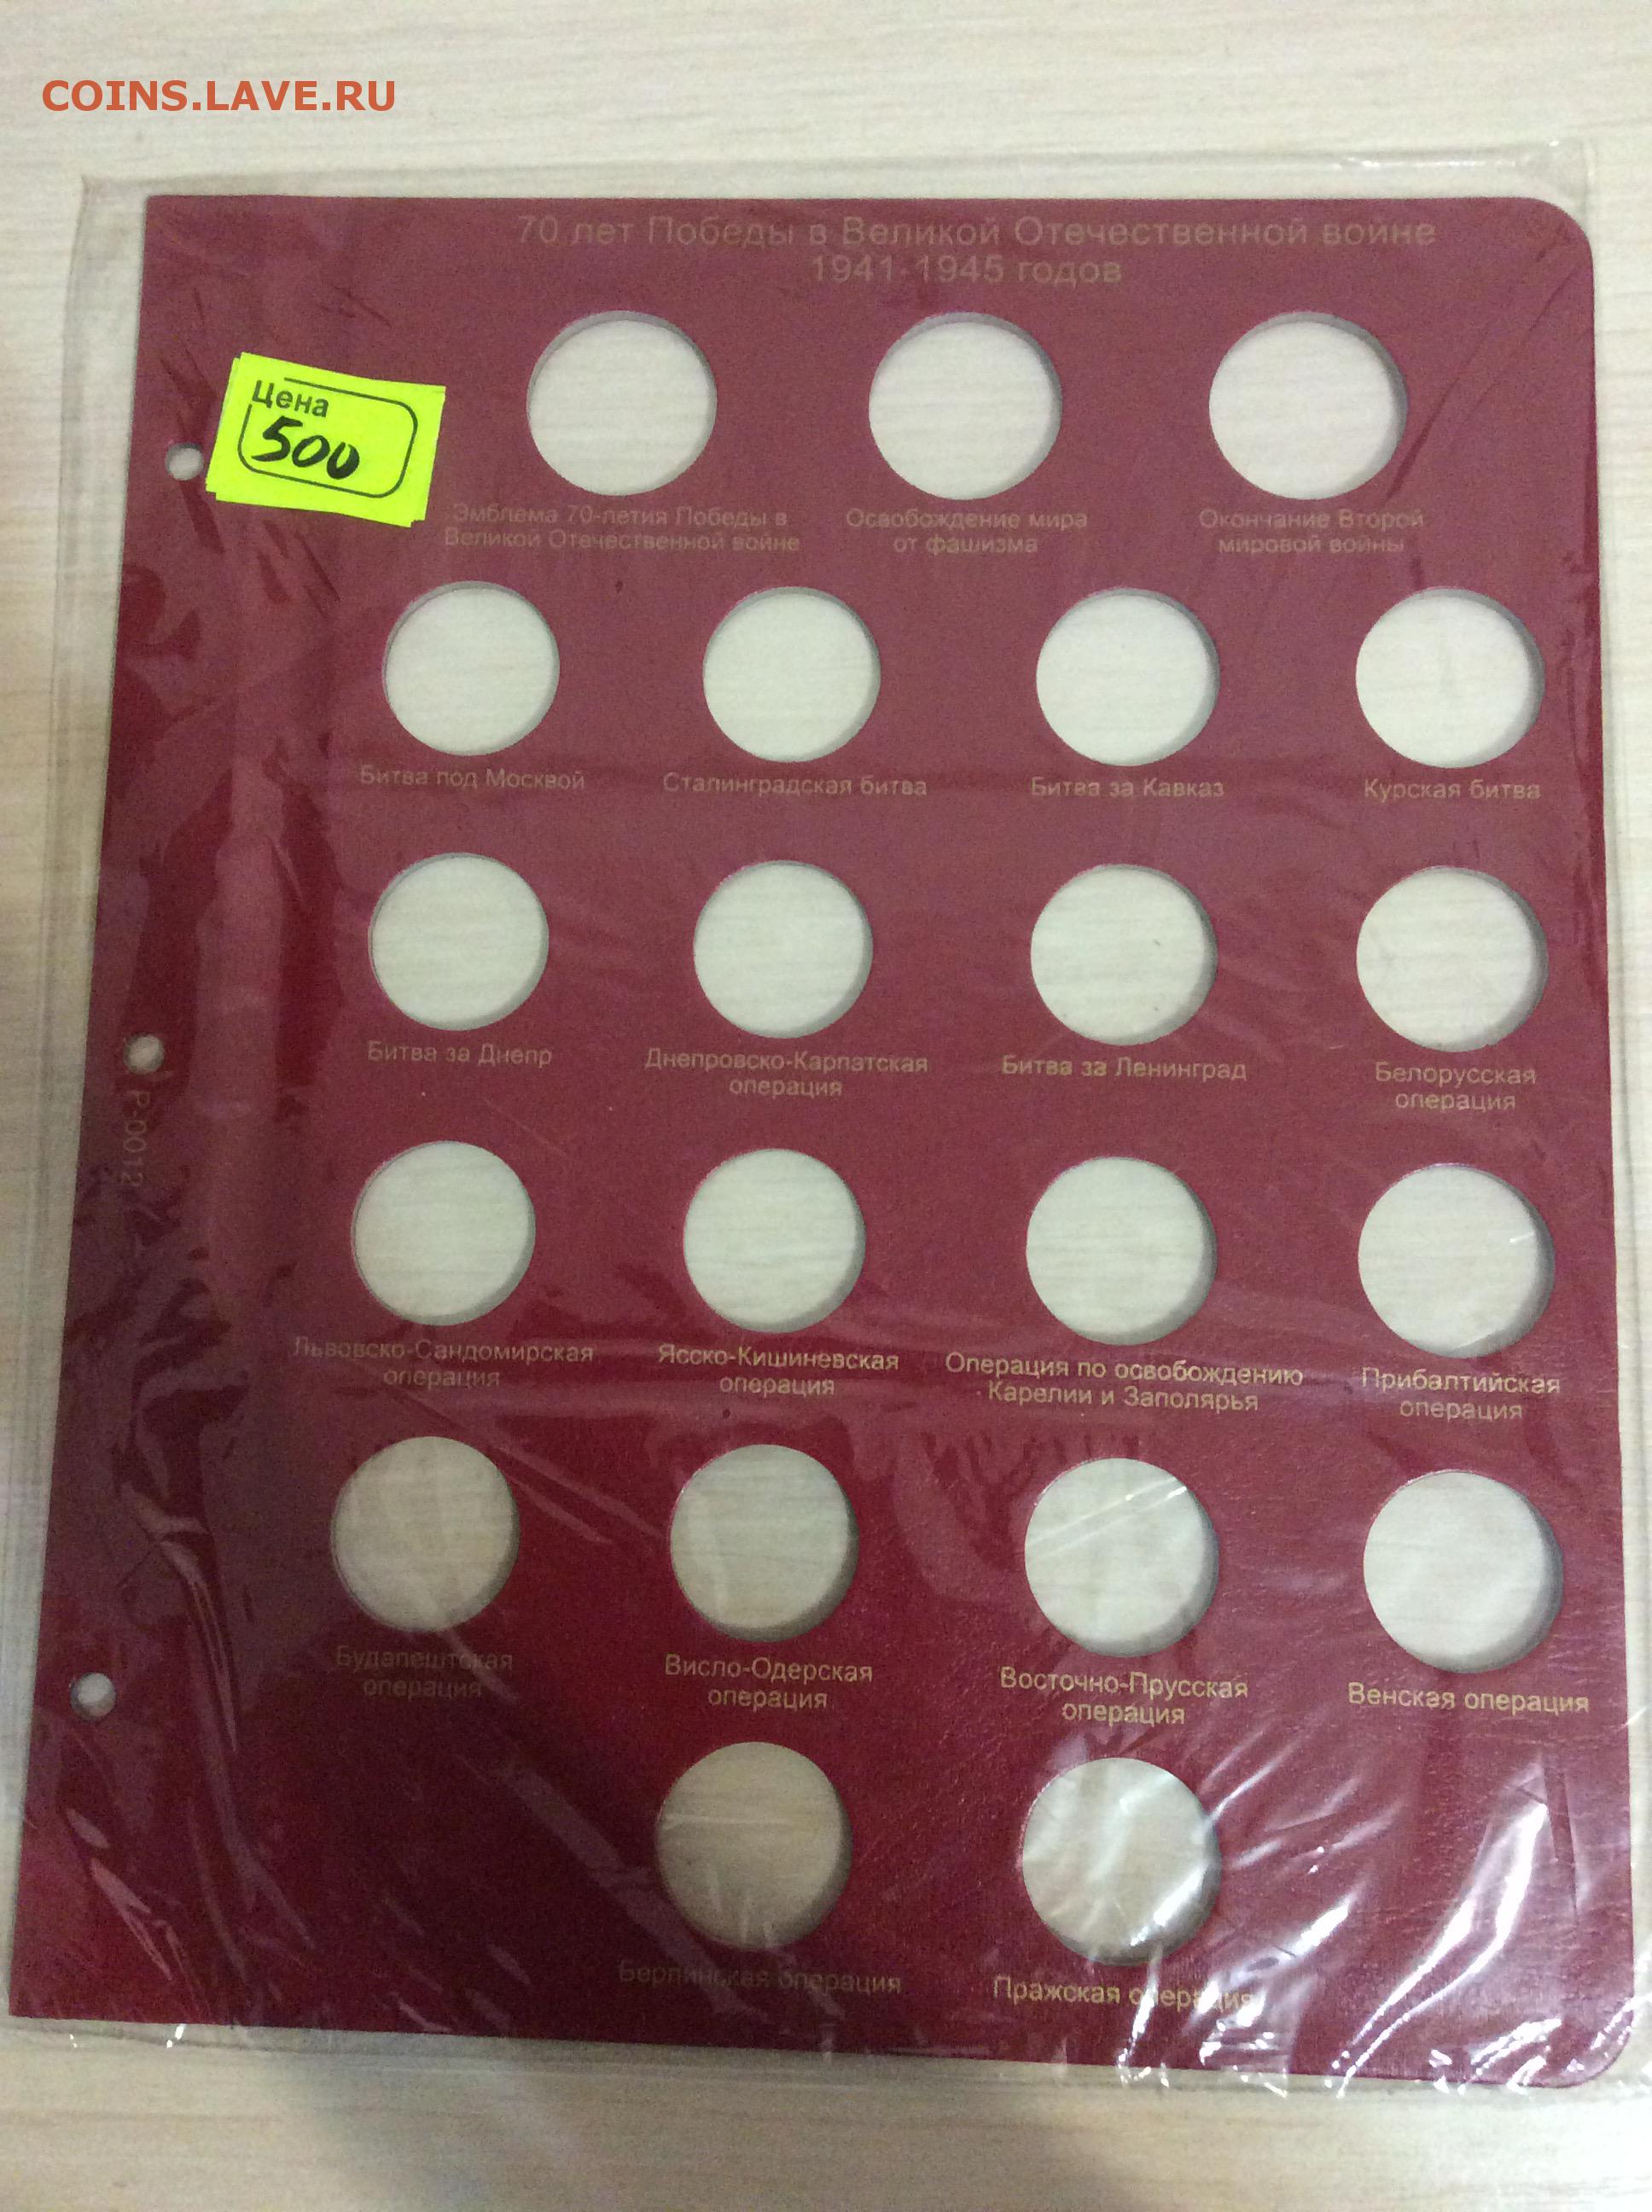 COINS.LAVE.RU
70 лет Победы в Великой Отечественной войне
1941-1945 годов
Цена
500
Эмблема 70-летия Победы в
Великой Отечественной войне
Освобождение мира
от фашизма
Окончание Второй
мировой войны
Битва под Москвой
Сталинградская битва
Битва за Кавказ
Курская битва
Битва за Днепр
Днепровско-Карпатская
операция
Битва за Ленинград
Белорусская
операция
Р-0012
Львовско-Сандомирская
операция
Ясско-Кишиневская
операция
Операция по освобождению
Карелии и Заполярья
Прибалтийская
операция
Будапештская
операция
Висло-Одерская
операция
Восточно-Прусская
операция
Венская операция
Берлинская операция
Пражская операция